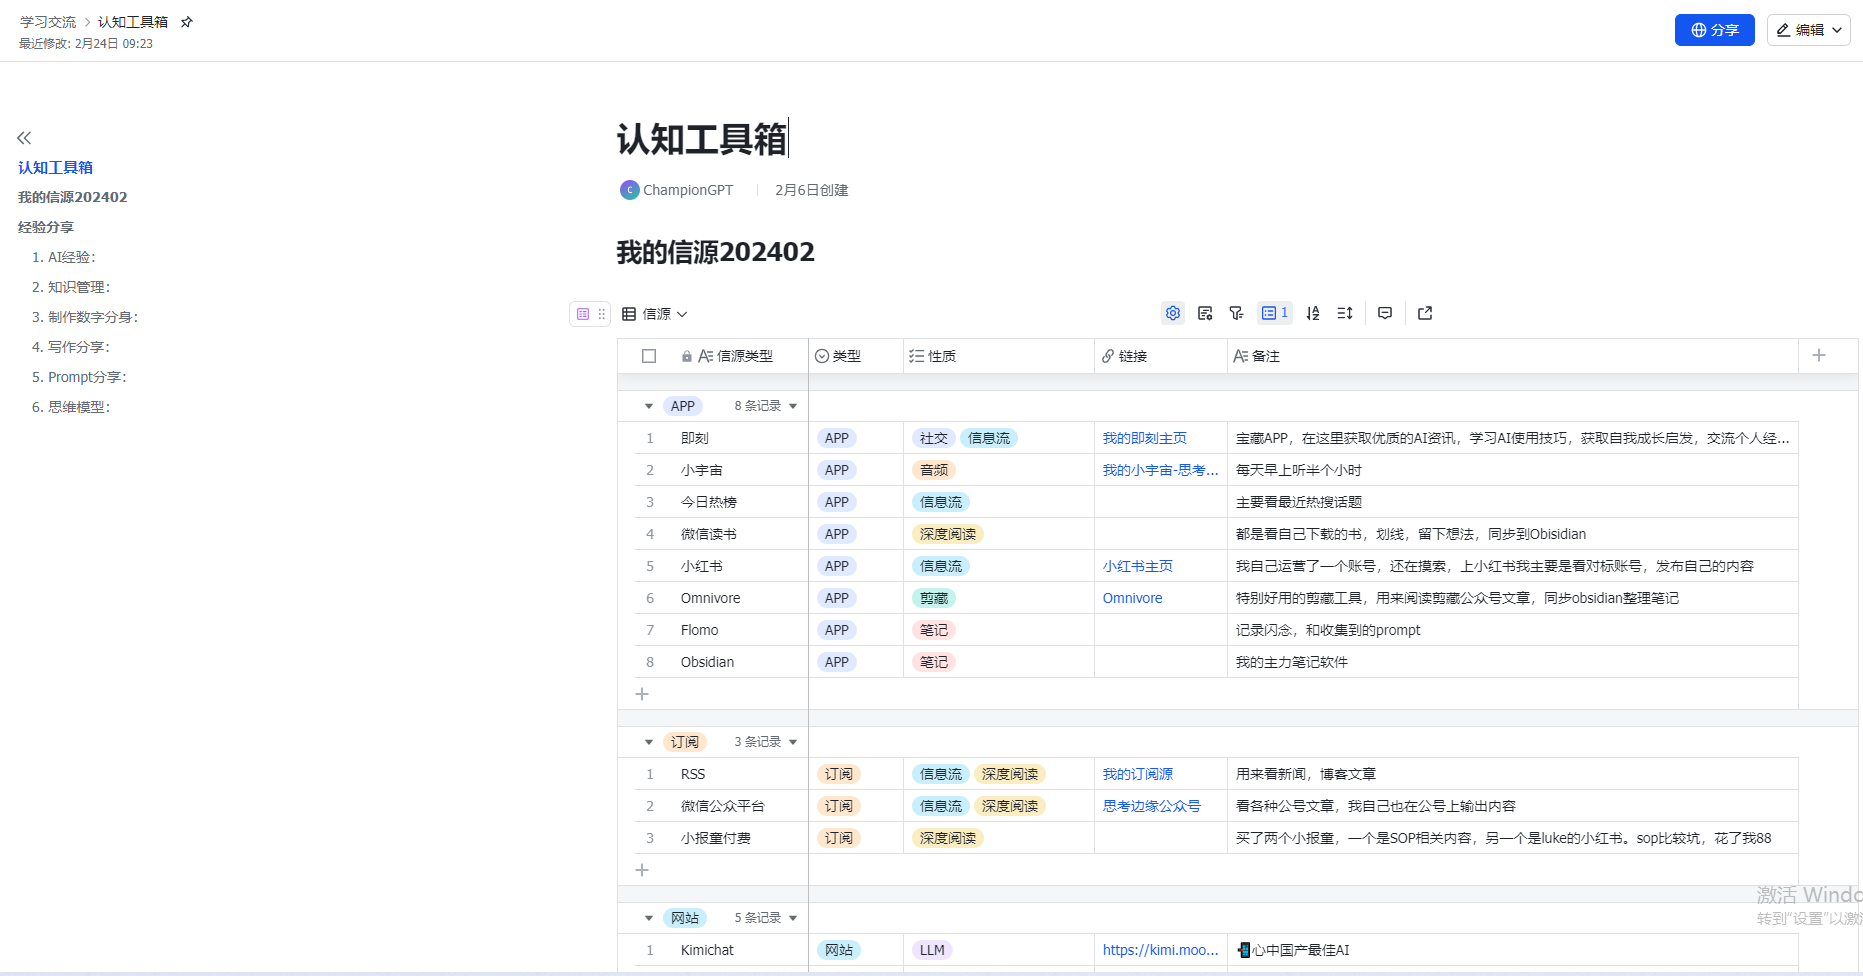 学习交流 > 认知工具箱
最近修改: 2月24日 09:23
分享
编辑
认知工具箱
我的信源202402
经验分享
1. AI经验：
2. 知识管理：
3. 制作数字分身：
4. 写作分享：
5. Prompt分享：
6. 思维模型：
认知工具箱
C ChampionGPT 2月6日创建
我的信源202402
信源 1
信源类型 类型 性质 链接 备注
APP 8 条记录
1 即刻 APP 社交 信息流 我的即刻主页 宝藏APP，在这里获取优质的AI资讯，学习AI使用技巧，获取自我成长启发，交流个人经...
2 小宇宙 APP 音频 我的小宇宙-思考... 每天早上听半个小时
3 今日热榜 APP 信息流 主要看最近热搜话题
4 微信读书 APP 深度阅读 都是看自己下载的书，划线，留下想法，同步到Obisidian
5 小红书 APP 信息流 小红书主页 我自己运营了一个账号，还在摸索，上小红书我主要是看对标账号，发布自己的内容
6 Omnivore APP 剪藏 Omnivore 特别好用的剪藏工具，用来阅读剪藏公众号文章，同步obsidian整理笔记
7 Flomo APP 笔记 记录闪念，和收集到的prompt
8 Obsidian APP 笔记 我的主力笔记软件
订阅 3 条记录
1 RSS 订阅 信息流 深度阅读 我的订阅源 用来看新闻，博客文章
2 微信公众平台 订阅 信息流 深度阅读 思考边缘公众号 看各种公号文章，我自己也在公号上输出内容
3 小报童付费 订阅 深度阅读 买了两个小报童，一个是SOP相关内容，另一个是luke的小红书。sop比较坑，花了我88
网站 5 条记录
1 Kimichat 网站 LLM https://kimi.moo... 心中国产最佳AI
激活 Windo
转到"设置"以激